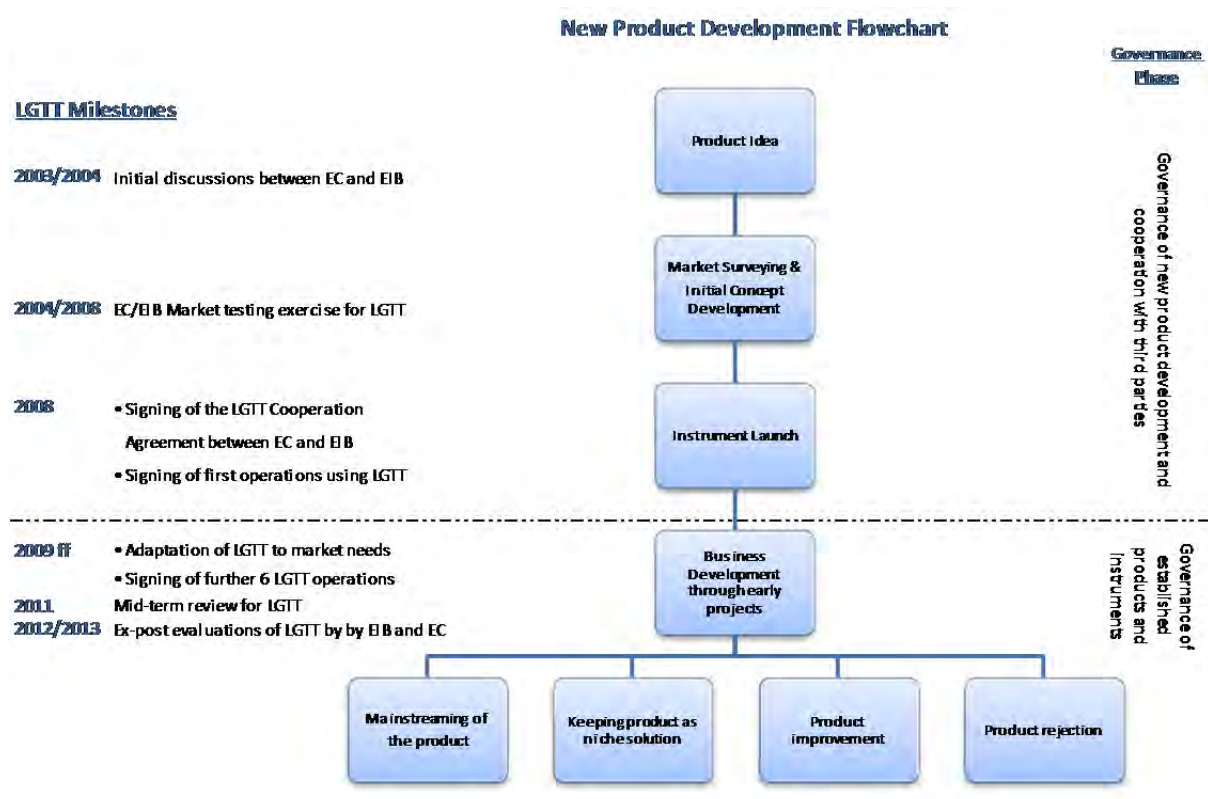 New Product Development Flowchart
Governance
Phase
LGTT Milestones
Product Idea
2003/2004 Initial discussions between EC and EIB
Market Surveying &
Initial Concept
Development
2004/2008 EC/EIB Market testing exercise for LGTT
2008 • Signing of the LGTT Cooperation
Agreement between EC and EIB
• Signing of first operations using LGTT
Instrument Launch
Governance of new product development and
cooperation with third parties
2009 ff • Adaptation of LGTT to market needs
• Signing of further 6 LGTT operations
2011 Mid-term review for LGTT
2012/2013 Ex-post evaluations of LGTT by by EIB and EC
Business
Development
through early
projects
Governance of
established
products and
instruments
Mainstreaming of
the product
Keeping product as
niche solution
Product
improvement
Product rejection